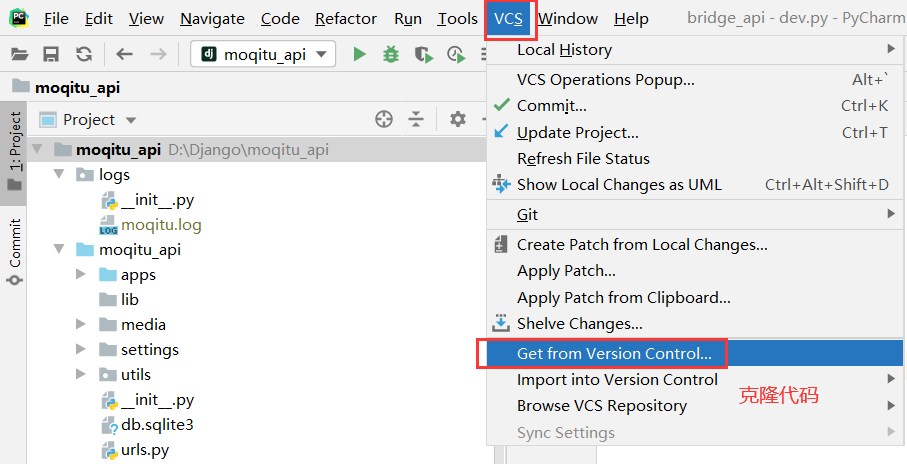 File Edit View Navigate Code Refactor Run Tools VCS Window Help bridge_api - dev.py - PyCharm
dj moqitu_api
moqitu_api
1: Project
Commit
Project
moqitu_api D:\Django\moqitu_api
logs
__init__.py
moqitu.log
moqitu_api
apps
lib
media
settings
utils
__init__.py
db.sqlite3
urls.py
Local History
VCS Operations Popup... Alt+`
Commit... Ctrl+K
Update Project... Ctrl+T
Refresh File Status
Show Local Changes as UML Ctrl+Alt+Shift+D
Git
Create Patch from Local Changes...
Apply Patch...
Apply Patch from Clipboard...
Shelve Changes...
Get from Version Control...
Import into Version Control
克隆代码
Browse VCS Repository
Sync Settings